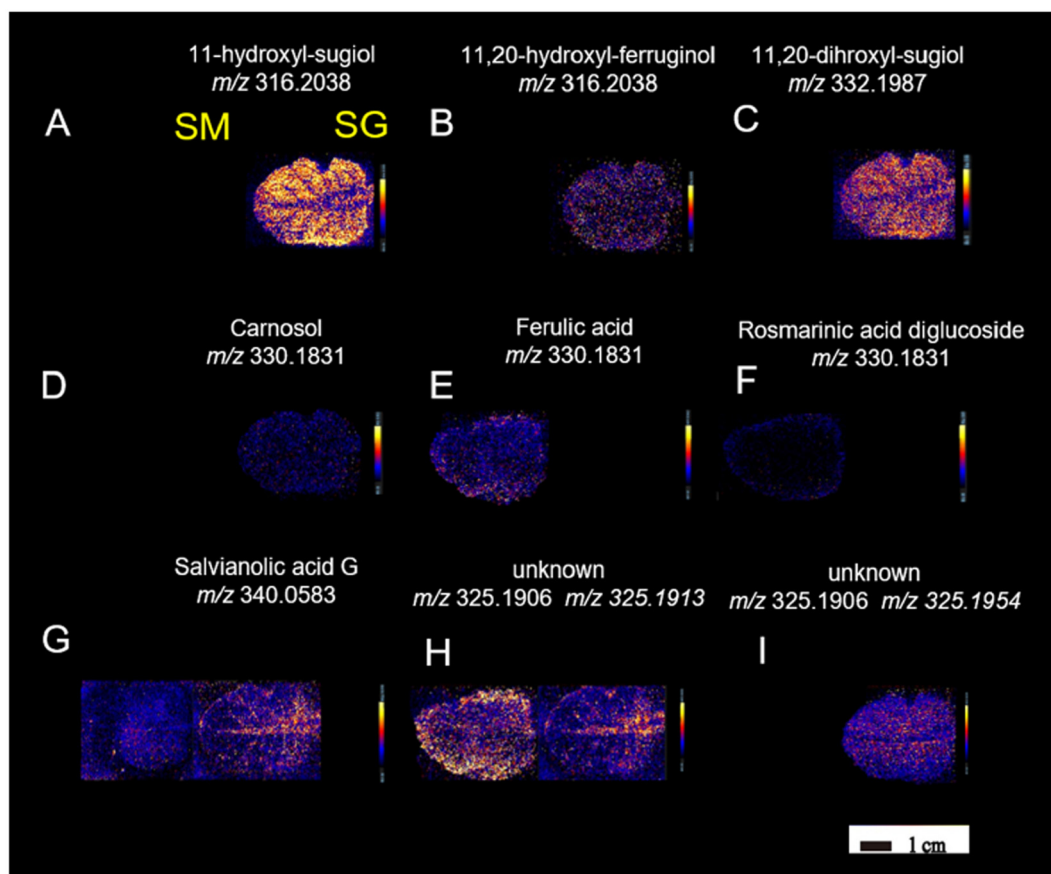 11-hydroxyl-sugiol
m/z 316.2038
11,20-hydroxyl-ferruginol
m/z 316.2038
11,20-dihroxyl-sugiol
m/z 332.1987
A
SM
SG
B
C
Carnosol
m/z 330.1831
Ferulic acid
m/z 330.1831
Rosmarinic acid diglucoside
m/z 330.1831
D
E
F
Salvianolic acid G
m/z 340.0583
unknown
m/z 325.1906 m/z 325.1913
unknown
m/z 325.1906 m/z 325.1954
G
H
I
1 cm